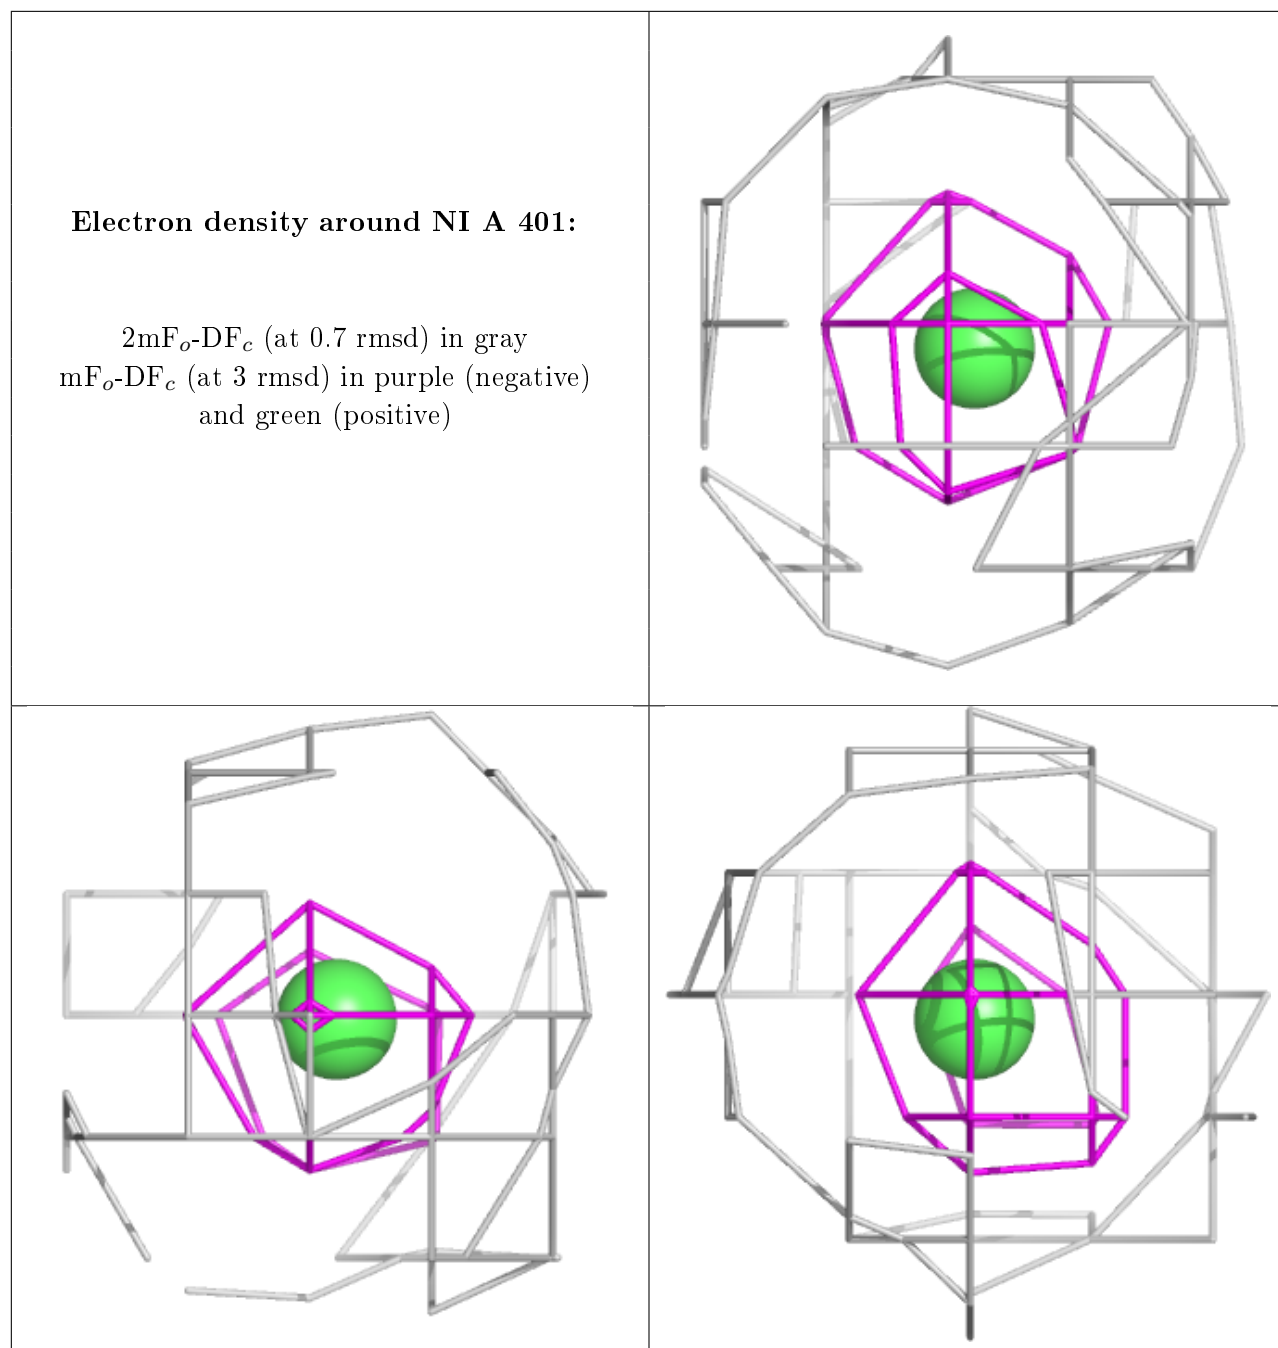 Electron density around NI A 401:
2mFₒ-DF𝒸 (at 0.7 rmsd) in gray
mFₒ-DF𝒸 (at 3 rmsd) in purple (negative)
and green (positive)